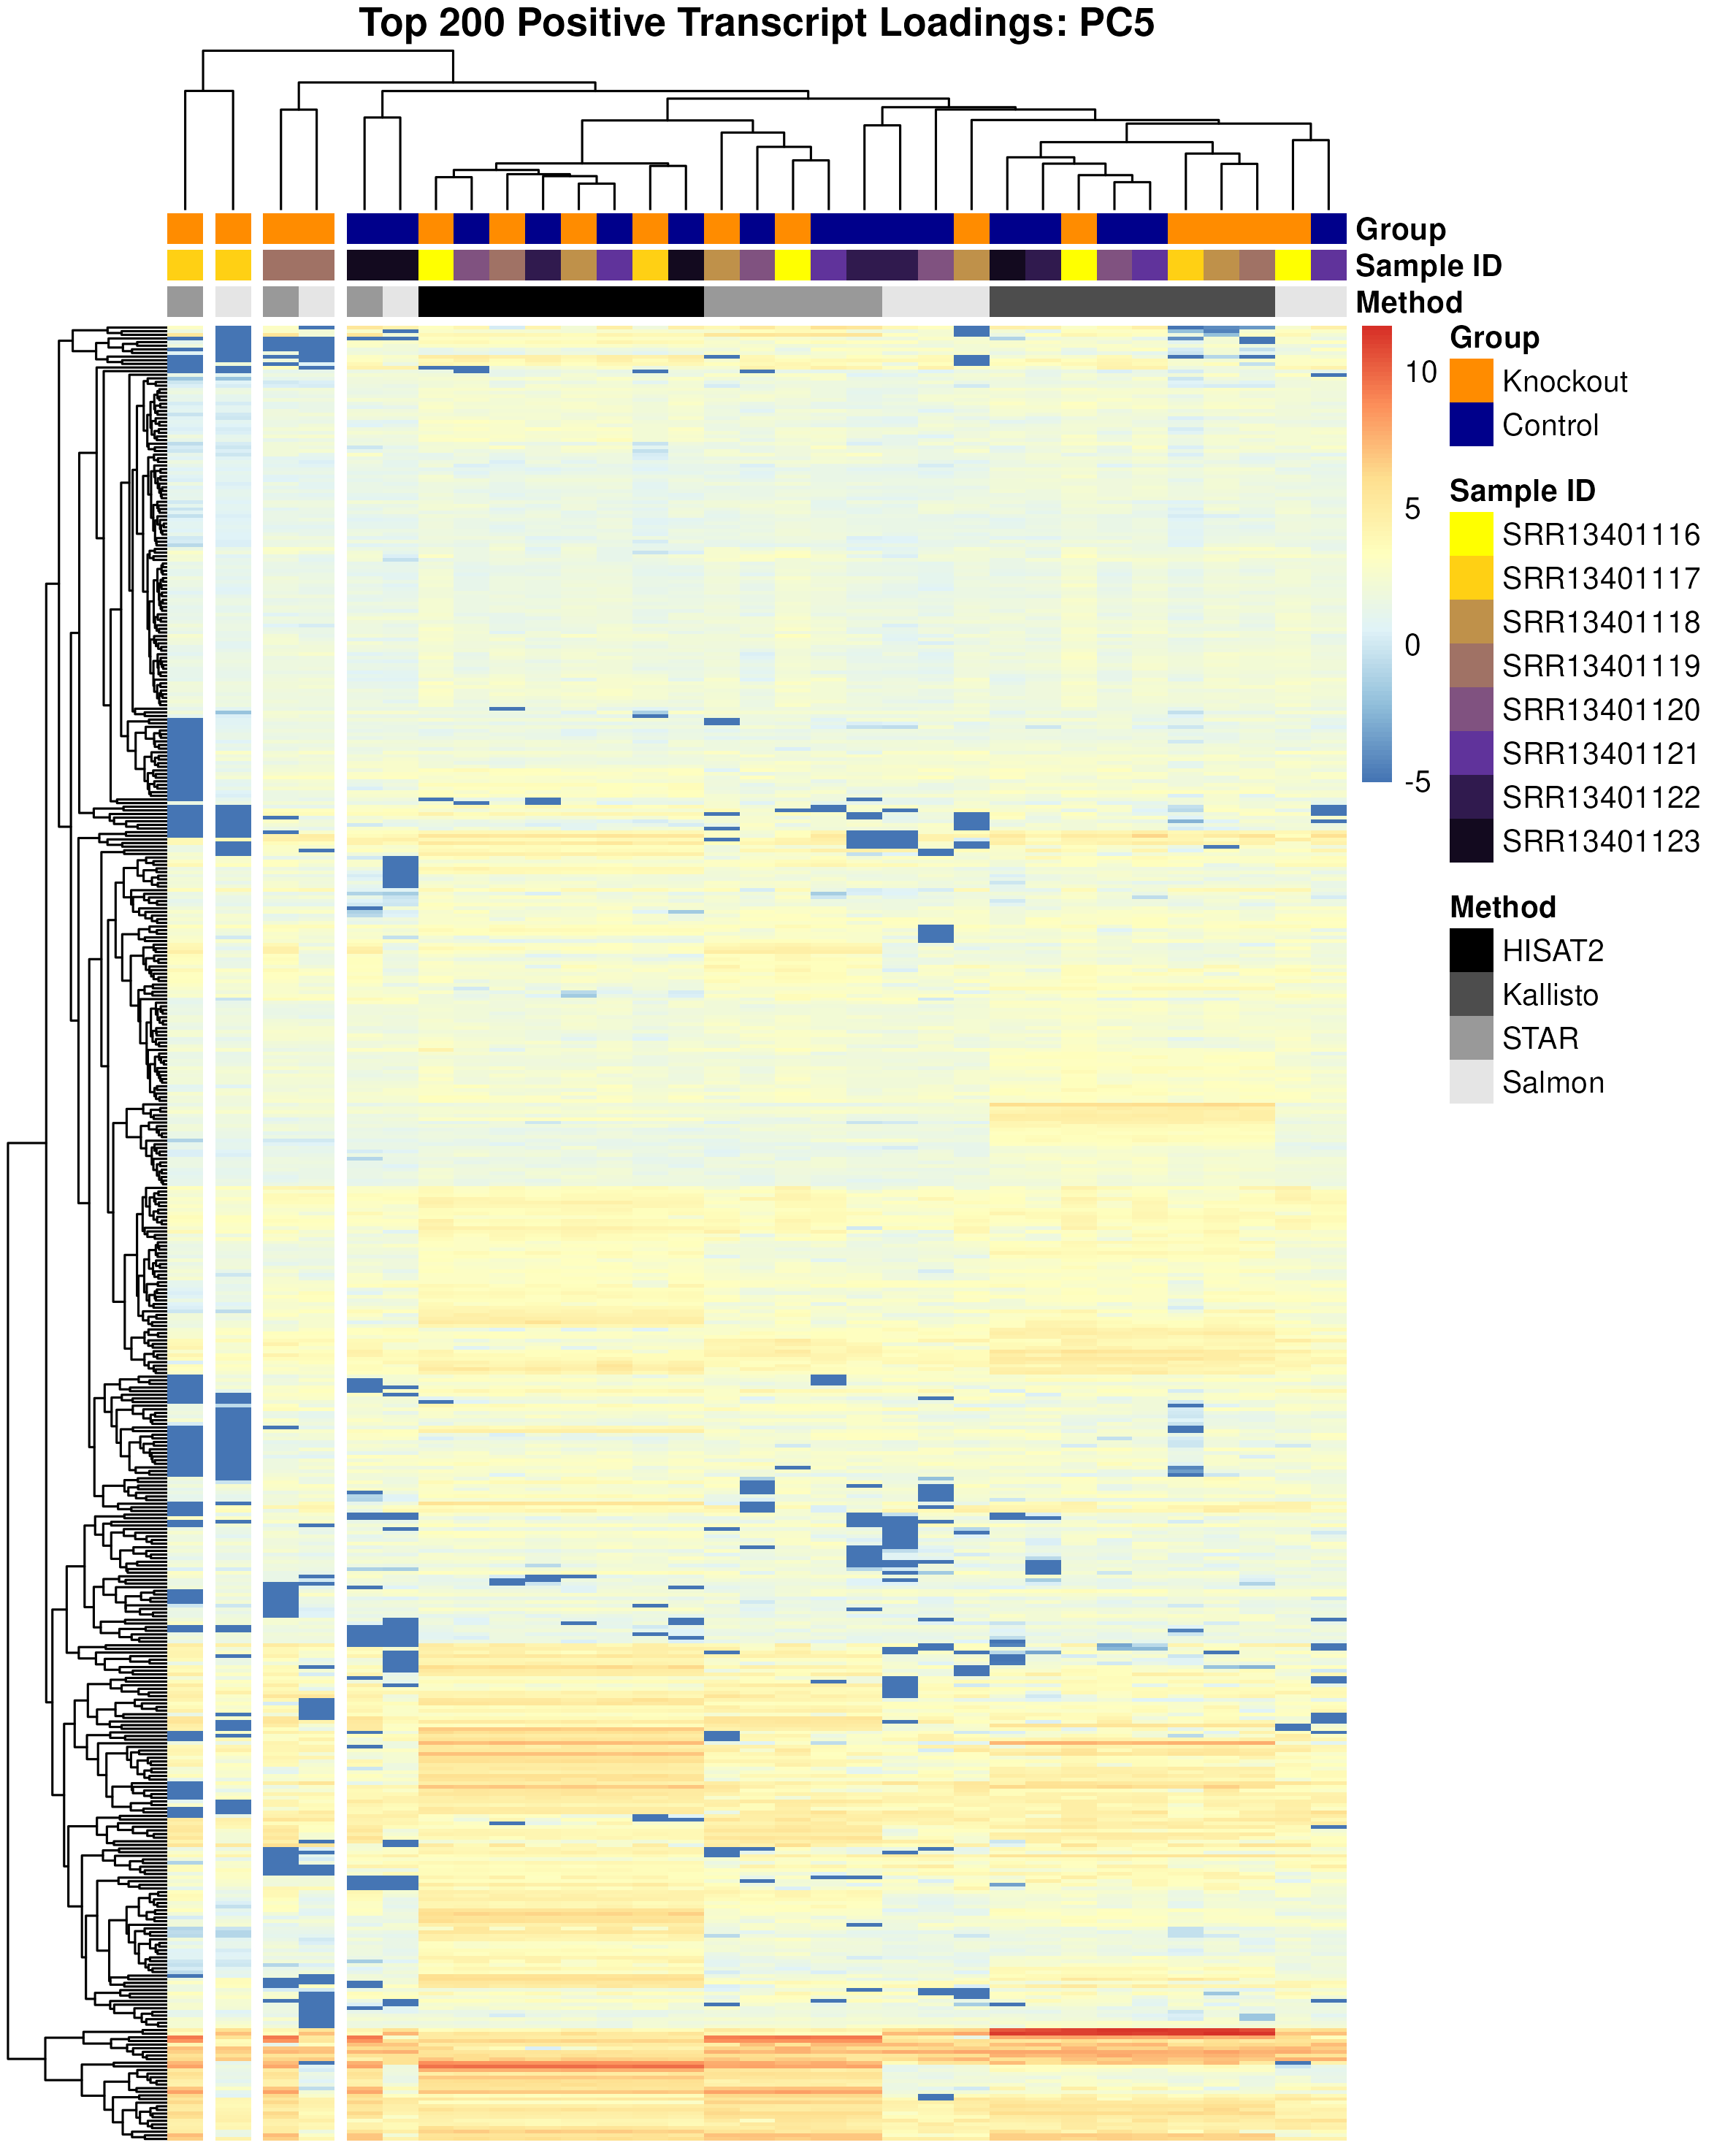 Top 200 Positive Transcript Loadings: PC5
Group
Sample ID
Method
10
5
0
-5
Group
Knockout
Control
Sample ID
SRR13401116
SRR13401117
SRR13401118
SRR13401119
SRR13401120
SRR13401121
SRR13401122
SRR13401123
Method
HISAT2
Kallisto
STAR
Salmon